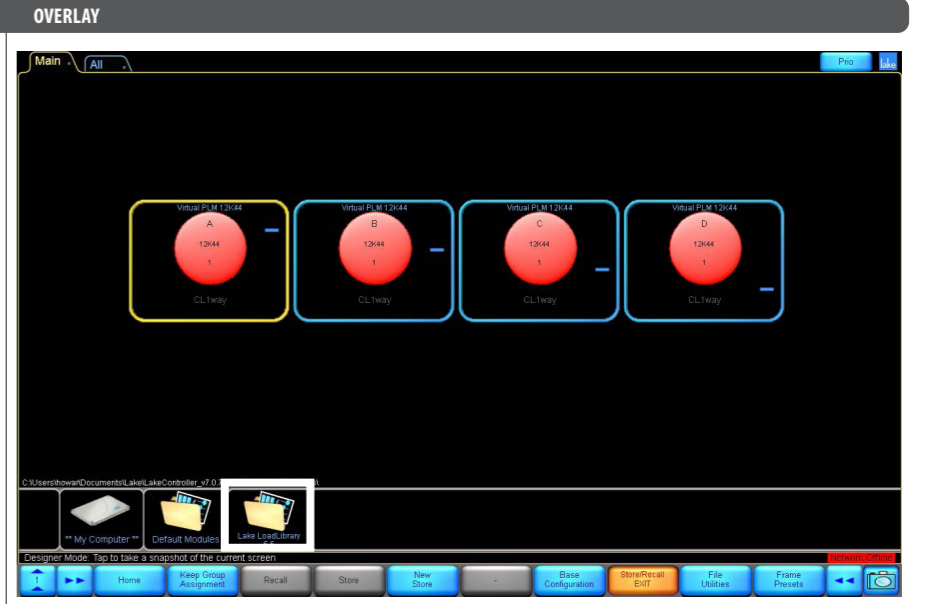 OVERLAY
Main
All
Prio
lake
Virtual PLM 12K44
A
12K44
1
CL1way
Virtual PLM 12K44
B
12K44
1
CL1way
Virtual PLM 12K44
C
12K44
1
CL1way
Virtual PLM 12K44
D
12K44
1
CL1way
C:\Users\howar\Documents\Lake\LakeController_v7.0.
** My Computer **
Default Modules
Lake LoadLibrary
Designer Mode: Tap to take a snapshot of the current screen
Network Offline
1
Home
Keep Group
Assignment
Recall
Store
New
Store
Base
Configuration
Store/Recall
EXIT
File
Utilities
Frame
Presets